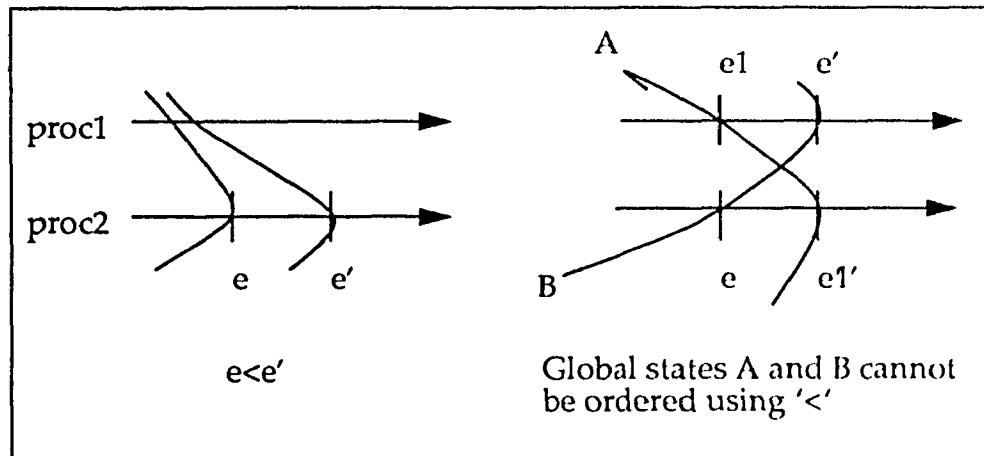 proc1
proc2
e
e'
e<e'
A
e1
e'
B
e
e1'
Global states A and B cannot
be ordered using '<'